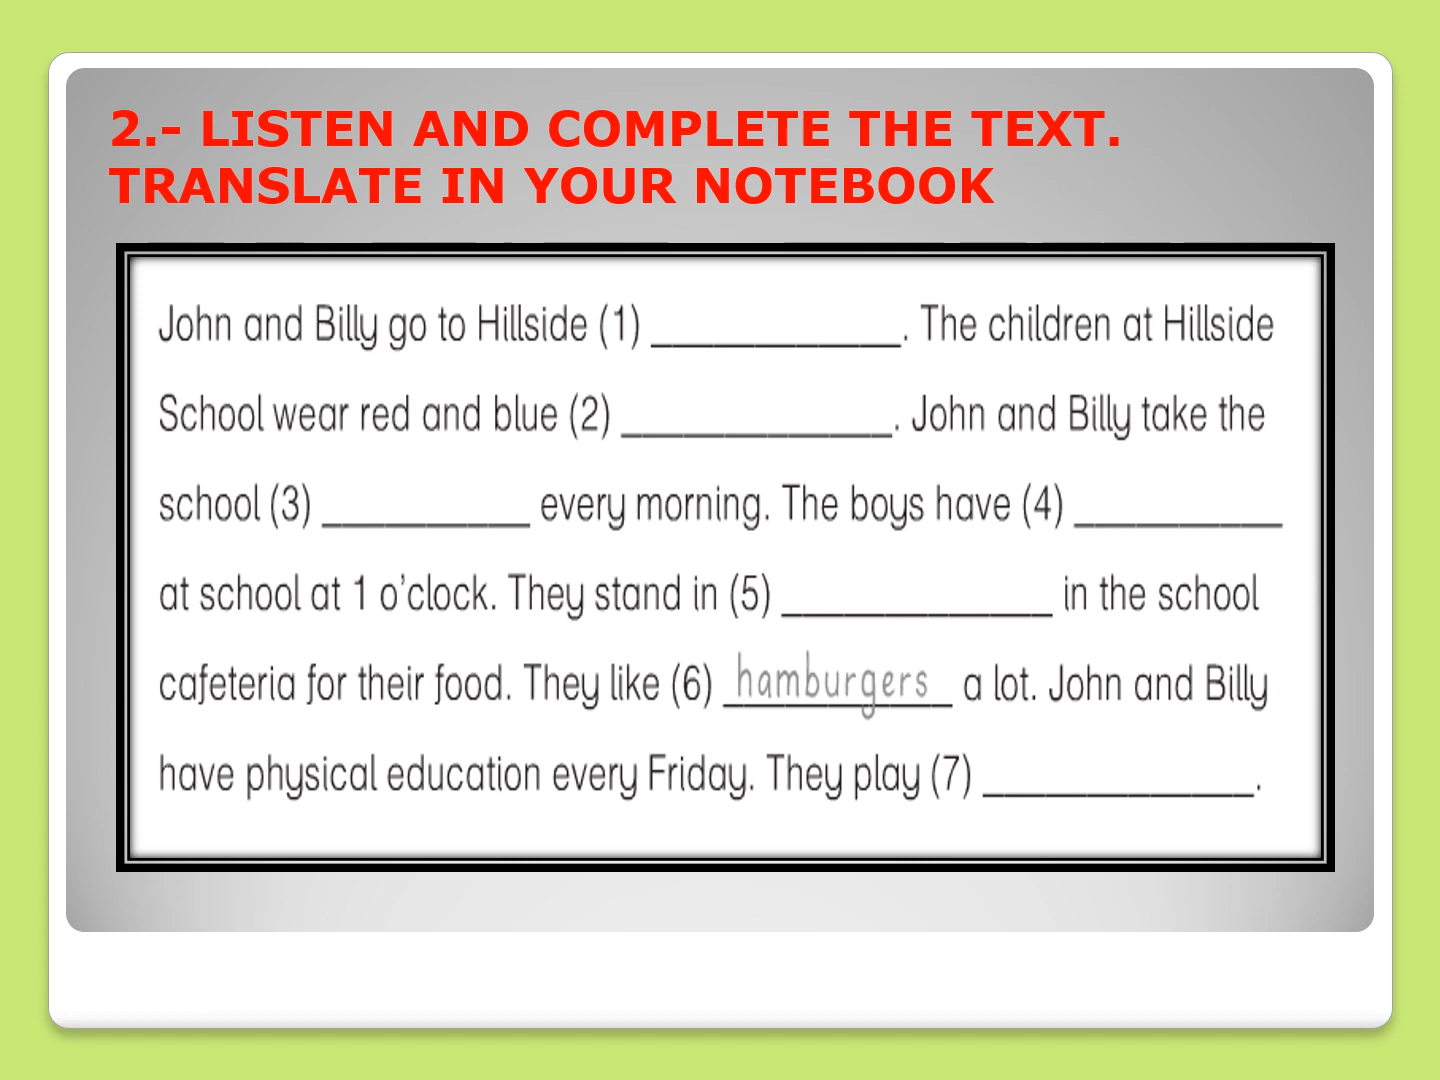 2.- LISTEN AND COMPLETE THE TEXT.
TRANSLATE IN YOUR NOTEBOOK
John and Billy go to Hillside (1) ____________. The children at Hillside
School wear red and blue (2) _____________. John and Billy take the
school (3) __________ every morning. The boys have (4) __________
at school at 1 o'clock. They stand in (5) _____________ in the school
cafeteria for their food. They like (6) hamburgers a lot. John and Billy
have physical education every Friday. They play (7) _____________.